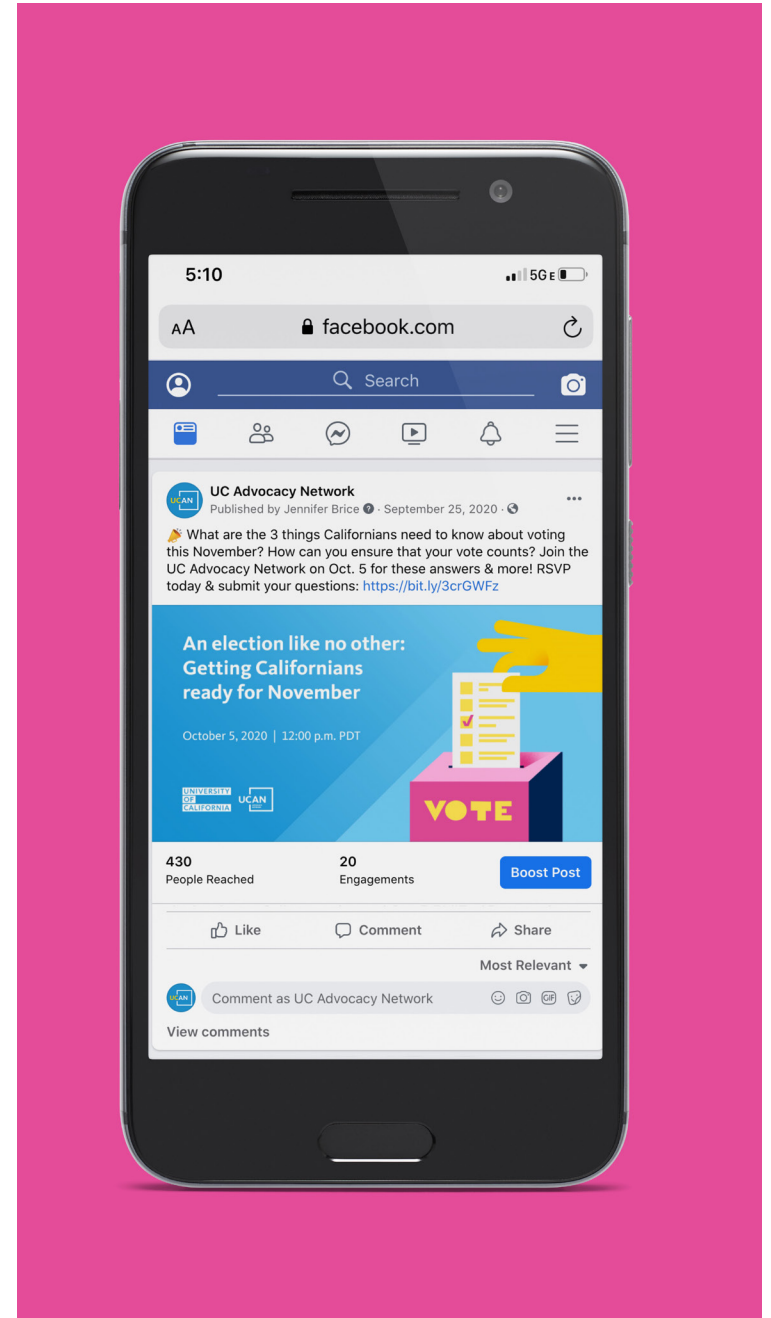 5:10
5G E
AA facebook.com
Search
UCAN
UC Advocacy Network
Published by Jennifer Brice · September 25, 2020 ·
What are the 3 things Californians need to know about voting
this November? How can you ensure that your vote counts? Join the
UC Advocacy Network on Oct. 5 for these answers & more! RSVP
today & submit your questions: https://bit.ly/3crGWFz
An election like no other:
Getting Californians
ready for November
October 5, 2020 | 12:00 p.m. PDT
UNIVERSITY
OF
CALIFORNIA
UCAN
VOTE
430
People Reached
20
Engagements
Boost Post
Like Comment Share
Most Relevant
UCAN
Comment as UC Advocacy Network
GIF
View comments